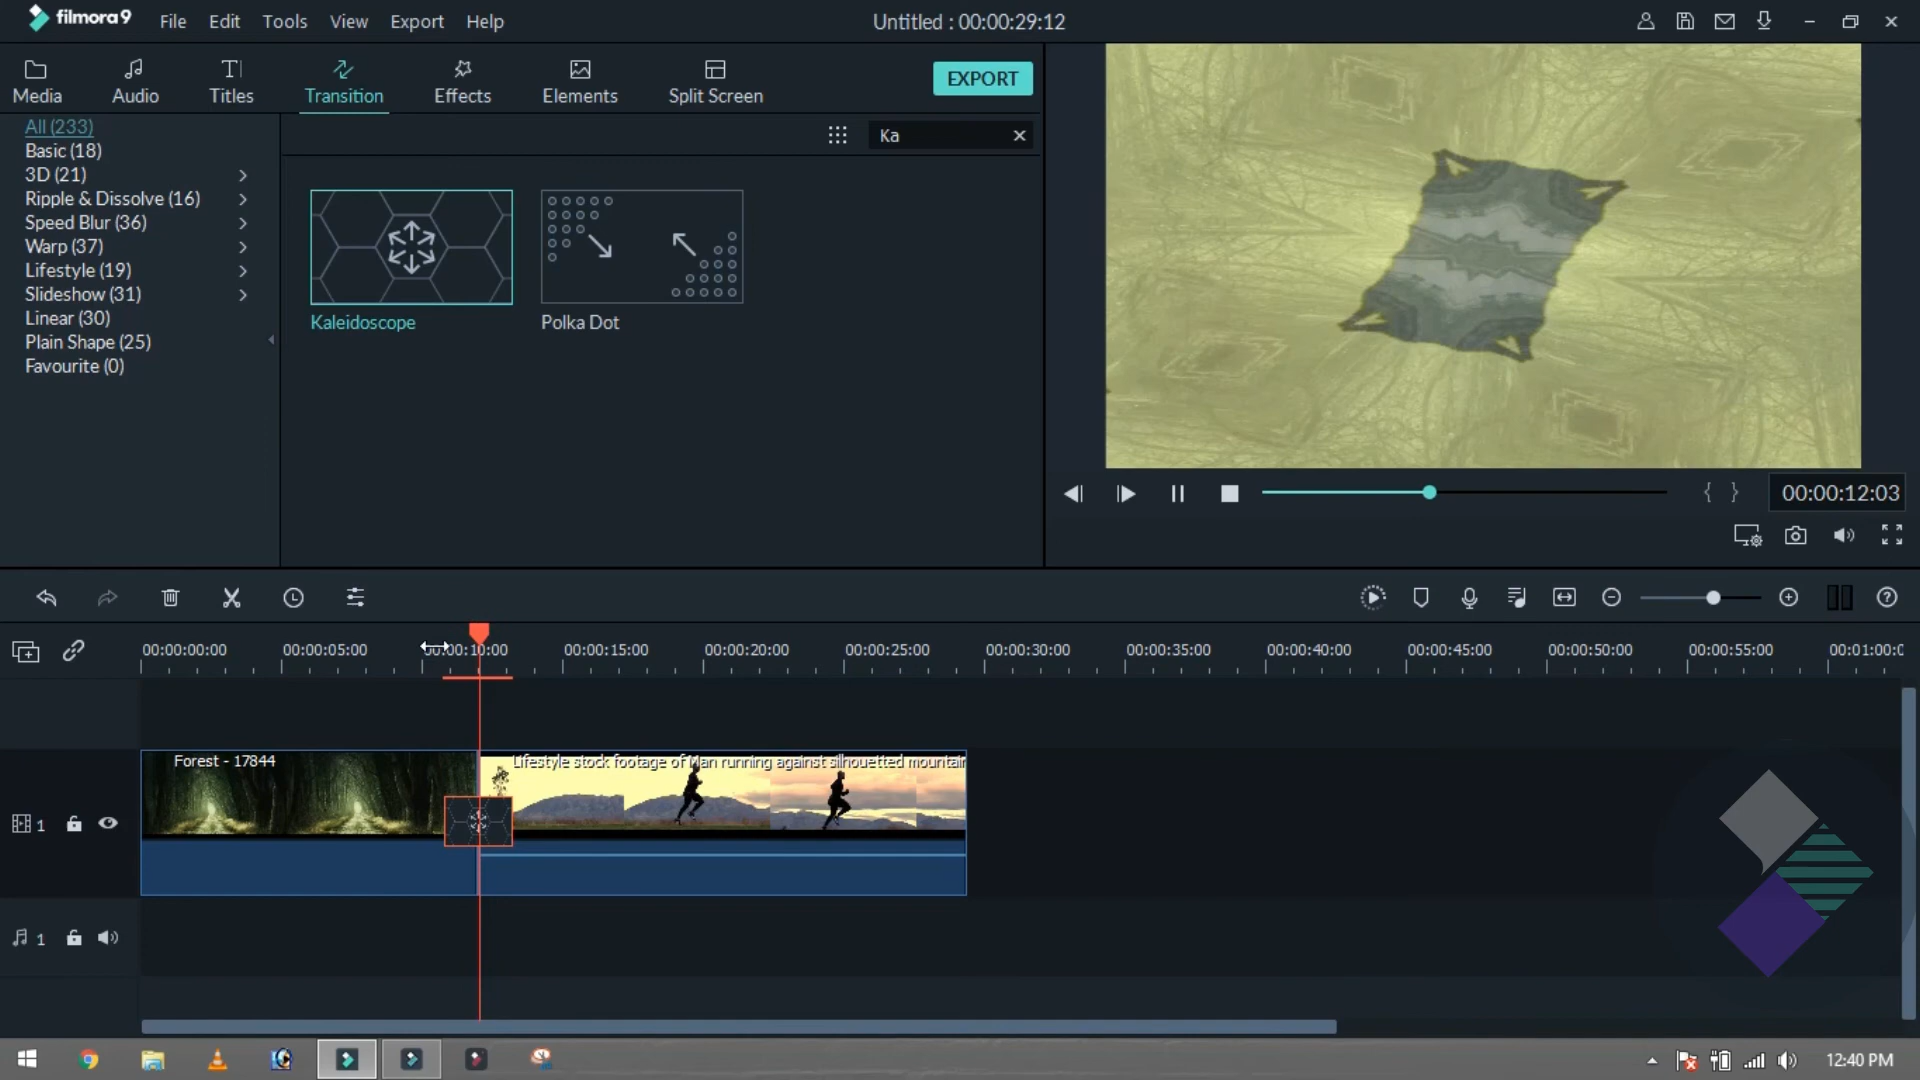 filmora9 File Edit Tools View Export Help Untitled : 00:00:29:12
Media Audio Titles Transition Effects Elements Split Screen EXPORT
All (233)
Basic (18)
3D (21)
Ripple & Dissolve (16)
Speed Blur (36)
Warp (37)
Lifestyle (19)
Slideshow (31)
Linear (30)
Plain Shape (25)
Favourite (0)
Ka
Kaleidoscope Polka Dot
00:00:12:03
00:00:00:00 00:00:05:00 00:00:10:00 00:00:15:00 00:00:20:00 00:00:25:00 00:00:30:00 00:00:35:00 00:00:40:00 00:00:45:00 00:00:50:00 00:00:55:00 00:01:00:0
Forest - 17844 Lifestyle stock footage of Man running against silhouetted mountain
1
1
12:40 PM